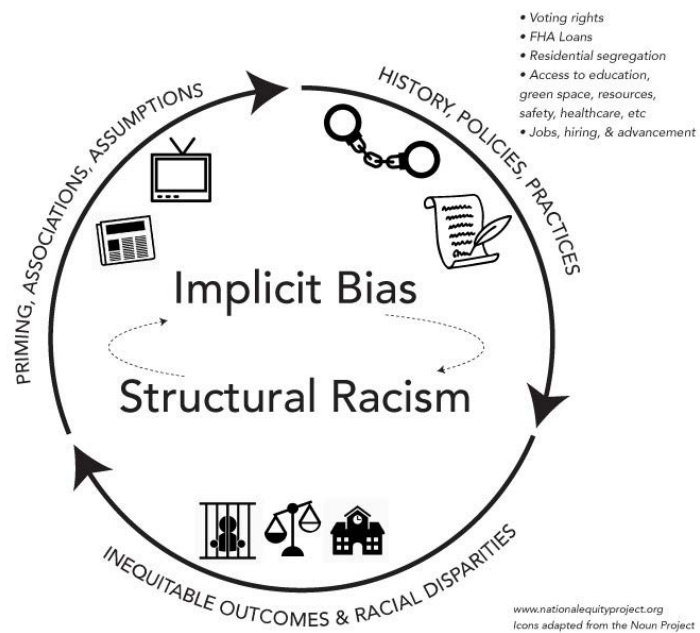 • Voting rights
• FHA Loans
• Residential segregation
• Access to education,
green space, resources,
safety, healthcare, etc
• Jobs, hiring, & advancement
HISTORY, POLICIES, PRACTICES
PRIMING, ASSOCIATIONS, ASSUMPTIONS
Implicit Bias
Structural Racism
INEQUITABLE OUTCOMES & RACIAL DISPARITIES
www.nationalequityproject.org
Icons adapted from the Noun Project